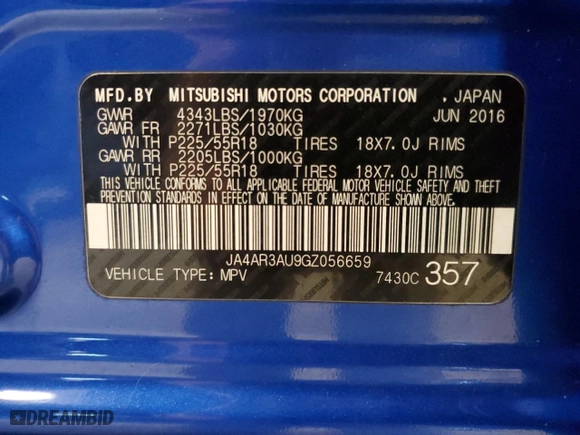 MFD.BY MITSUBISHI MOTORS CORPORATION , JAPAN
GVWR 4343LBS/1970KG JUN 2016
GAWR FR 2271LBS/1030KG
WITH P225/55R18 TIRES 18X7.0J RIMS
GAWR RR 2205LBS/1000KG
WITH P225/55R18 TIRES 18X7.0J RIMS
THIS VEHICLE CONFORMS TO ALL APPLICABLE FEDERAL MOTOR VEHICLE SAFETY AND THEFT
PREVENTION STANDARDS IN EFFECT ON THE DATE OF MANUFACTURE SHOWN ABOVE.
JA4AR3AU9GZ056659
VEHICLE TYPE:MPV 7430C 357
DREAMBID